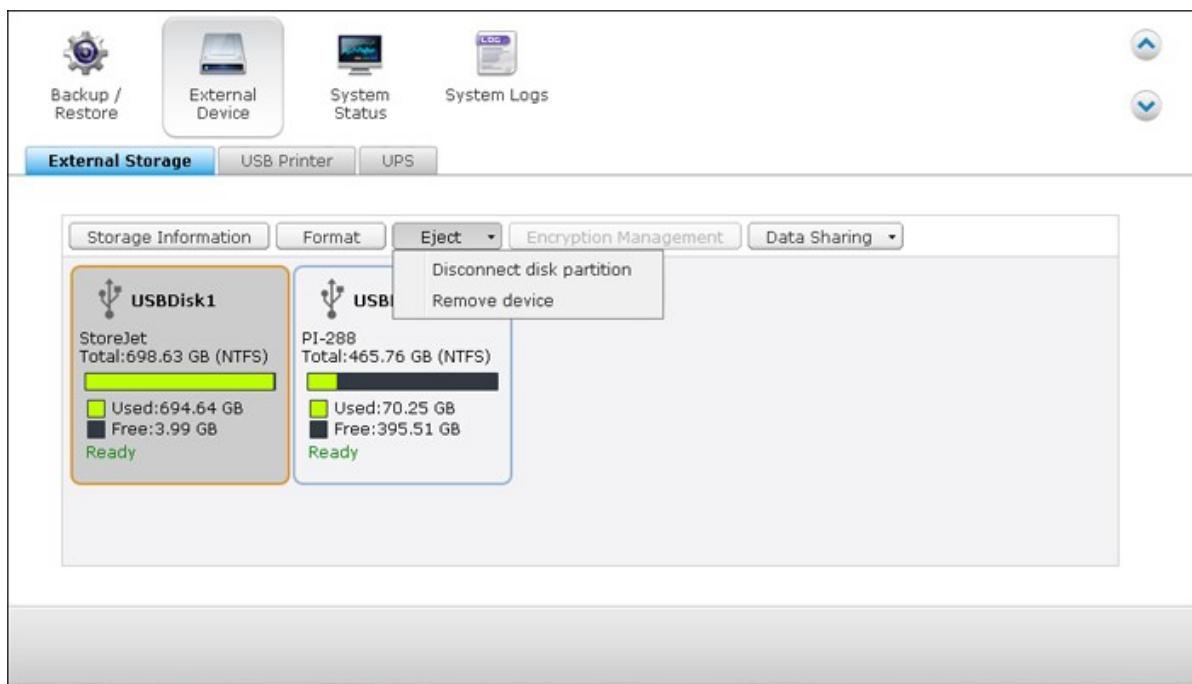 LOG
Backup /
Restore
External
Device
System
Status
System Logs
External Storage
USB Printer
UPS
Storage Information
Format
Eject
Encryption Management
Data Sharing
Disconnect disk partition
Remove device
USBDisk1
StoreJet
Total:698.63 GB (NTFS)
Used:694.64 GB
Free:3.99 GB
Ready
PI-288
Total:465.76 GB (NTFS)
Used:70.25 GB
Free:395.51 GB
Ready